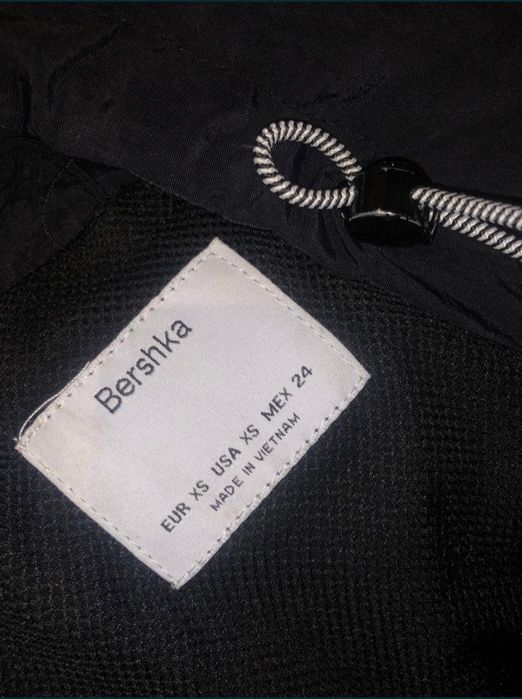 Bershka
EUR XS USA XS MEX 24
MADE IN VIETNAM